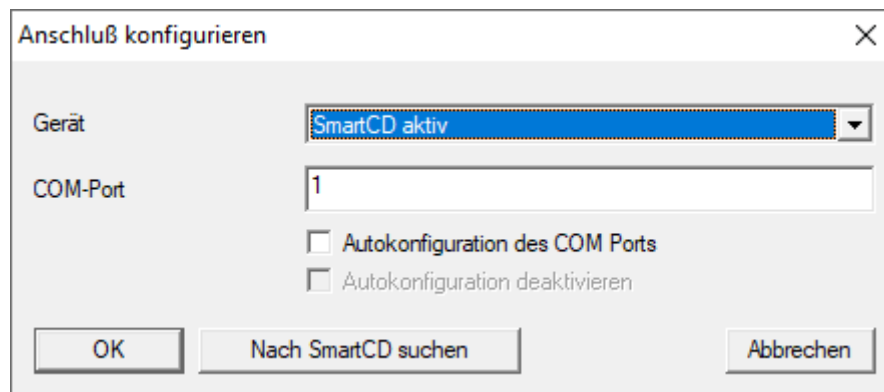 Anschluß konfigurieren
Gerät
SmartCD aktiv
COM-Port
1
Autokonfiguration des COM Ports
Autokonfiguration deaktivieren
OK
Nach SmartCD suchen
Abbrechen